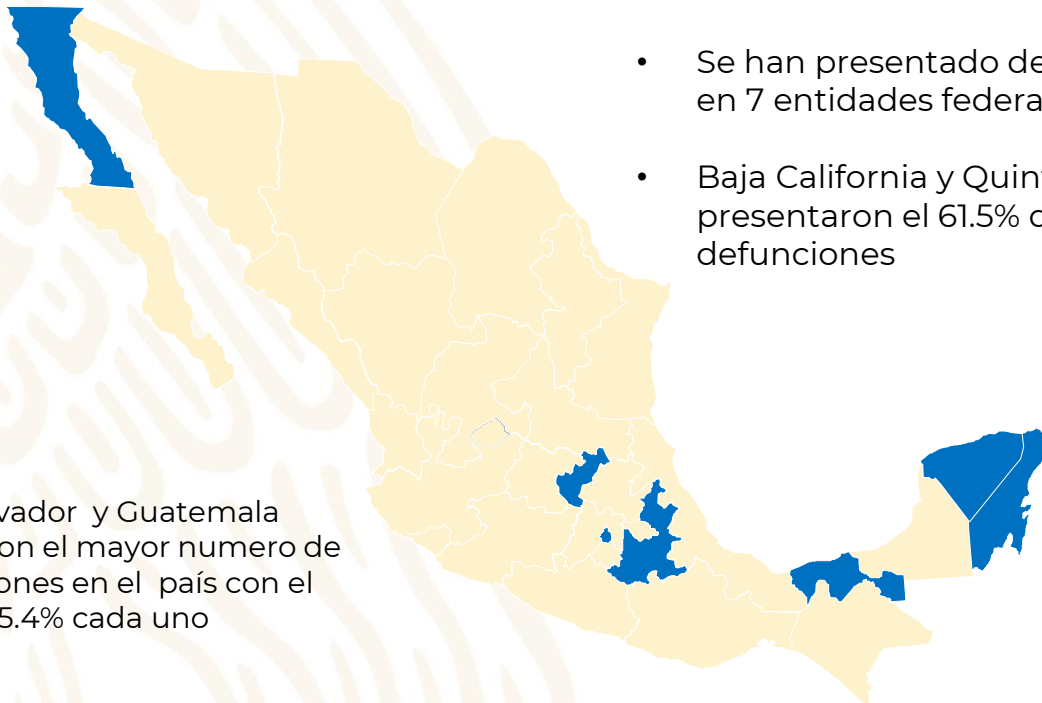 • Se han presentado de
en 7 entidades federa
• Baja California y Quin
presentaron el 61.5%
defunciones
vador y Guatemala
on el mayor numero de
ones en el país con el
5.4% cada uno